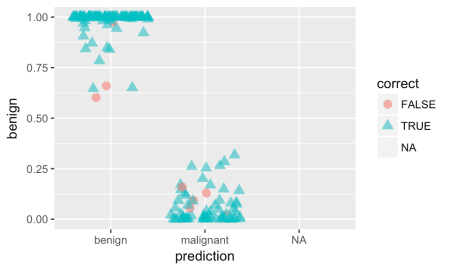 1.00
0.75
0.50
0.25
0.00
benign
benign
malignant
NA
prediction
correct
FALSE
TRUE
NA